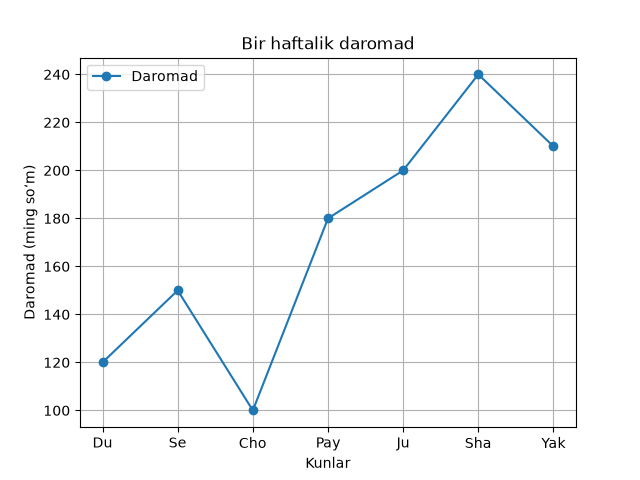 Bir haftalik daromad
Daromad
Daromad (ming so‘m)
240
220
200
180
160
140
120
100
Du Se Cho Pay Ju Sha Yak
Kunlar